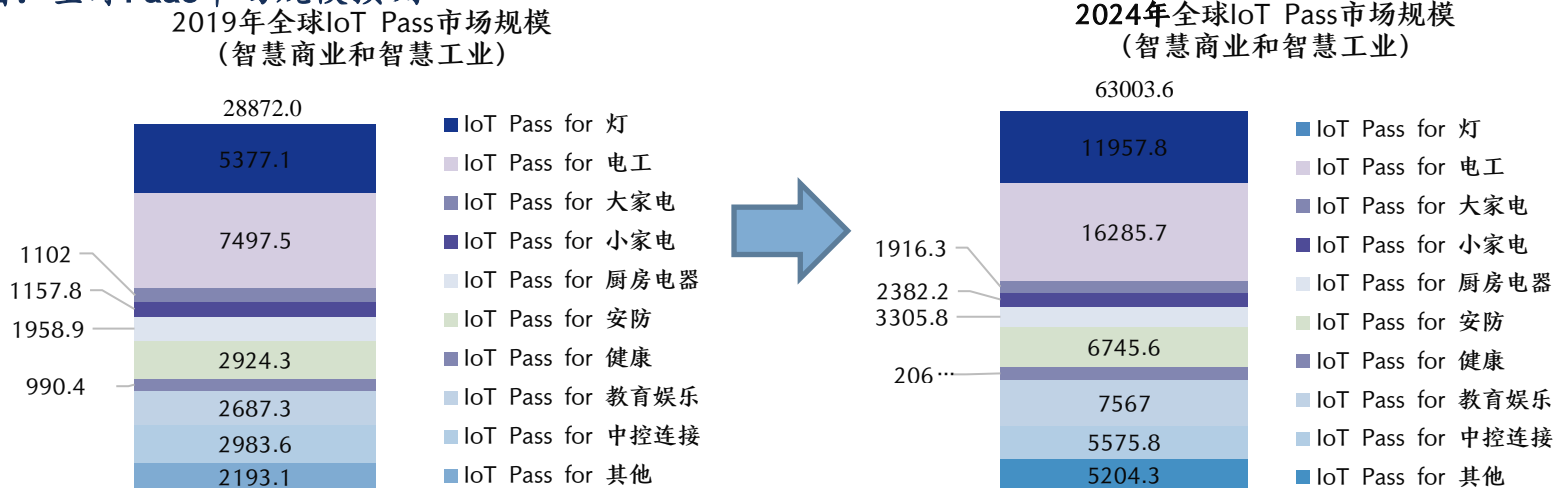 2019年全球IoT Pass市场规模
(智慧商业和智慧工业)
28872.0
5377.1
7497.5
1102
1157.8
1958.9
2924.3
990.4
2687.3
2983.6
2193.1
IoT Pass for 灯
IoT Pass for 电工
IoT Pass for 大家电
IoT Pass for 小家电
IoT Pass for 厨房电器
IoT Pass for 安防
IoT Pass for 健康
IoT Pass for 教育娱乐
IoT Pass for 中控连接
IoT Pass for 其他
2024年全球IoT Pass市场规模
(智慧商业和智慧工业)
63003.6
11957.8
16285.7
1916.3
2382.2
3305.8
6745.6
206…
7567
5575.8
5204.3
IoT Pass for 灯
IoT Pass for 电工
IoT Pass for 大家电
IoT Pass for 小家电
IoT Pass for 厨房电器
IoT Pass for 安防
IoT Pass for 健康
IoT Pass for 教育娱乐
IoT Pass for 中控连接
IoT Pass for 其他